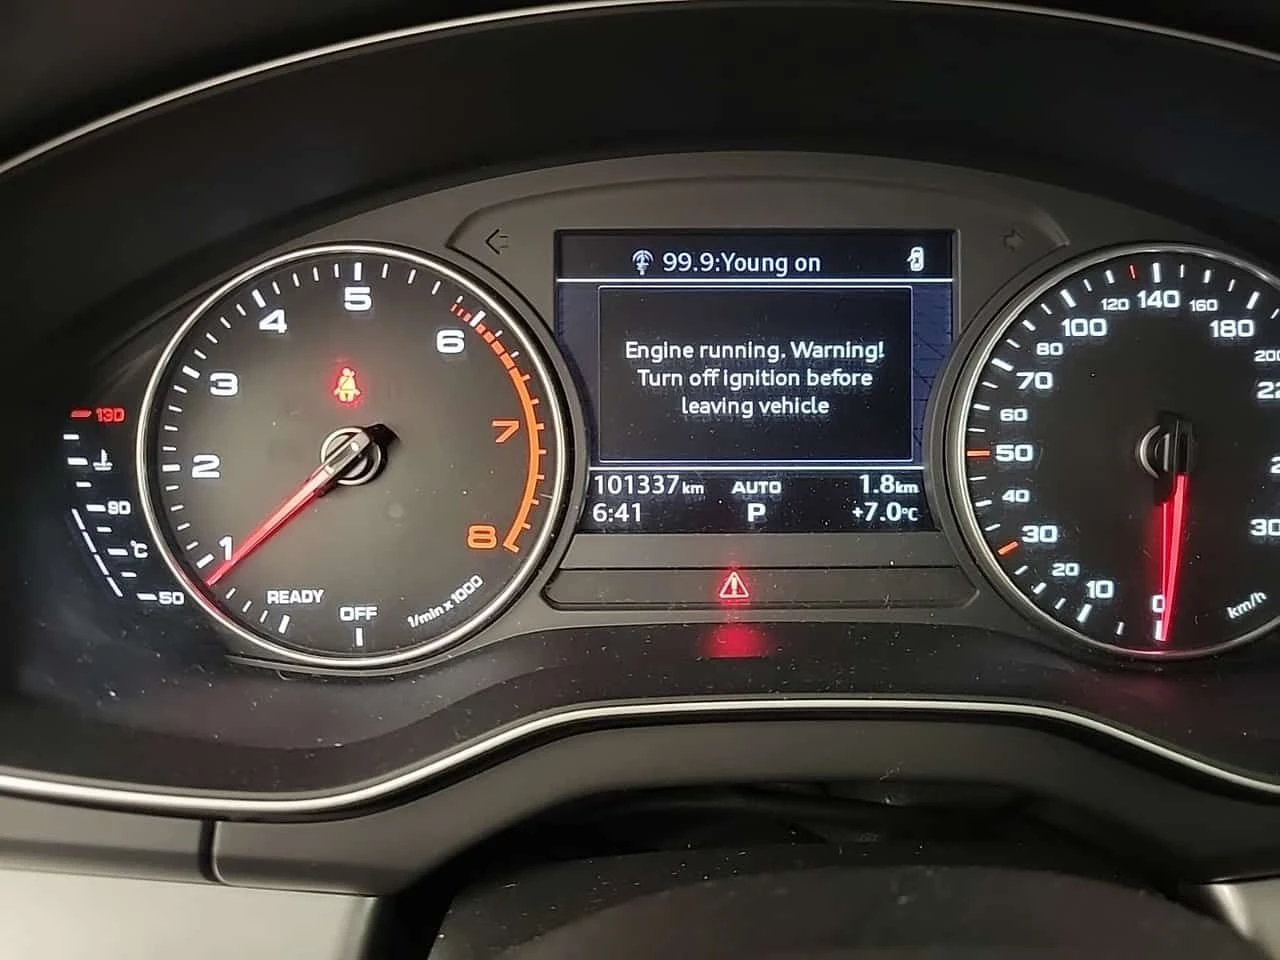 99.9:Young on
Engine running. Warning!
Turn off ignition before
leaving vehicle
101337 km AUTO 1.8 km
6:41 P +7.0°C
130
90
°C
50
OFF
READY
1
2
3
4
5
6
7
8
1/min x 1000
0
10
20
30
40
50
60
70
80
100
120
140
160
180
km/h